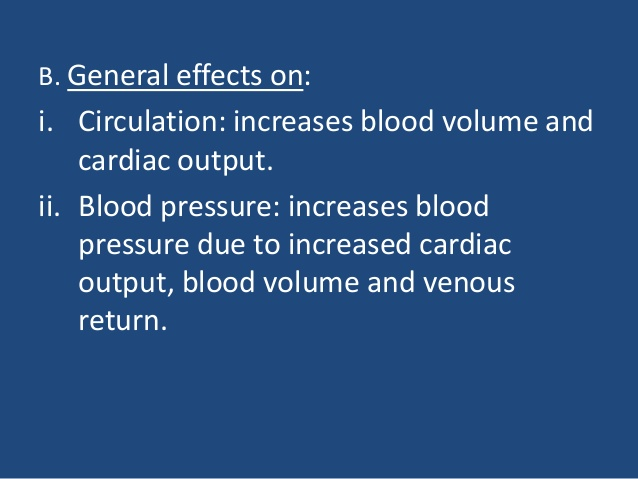 B. General effects on:
i. Circulation: increases blood volume and
cardiac output.
ii. Blood pressure: increases blood
pressure due to increased cardiac
output, blood volume and venous
return.